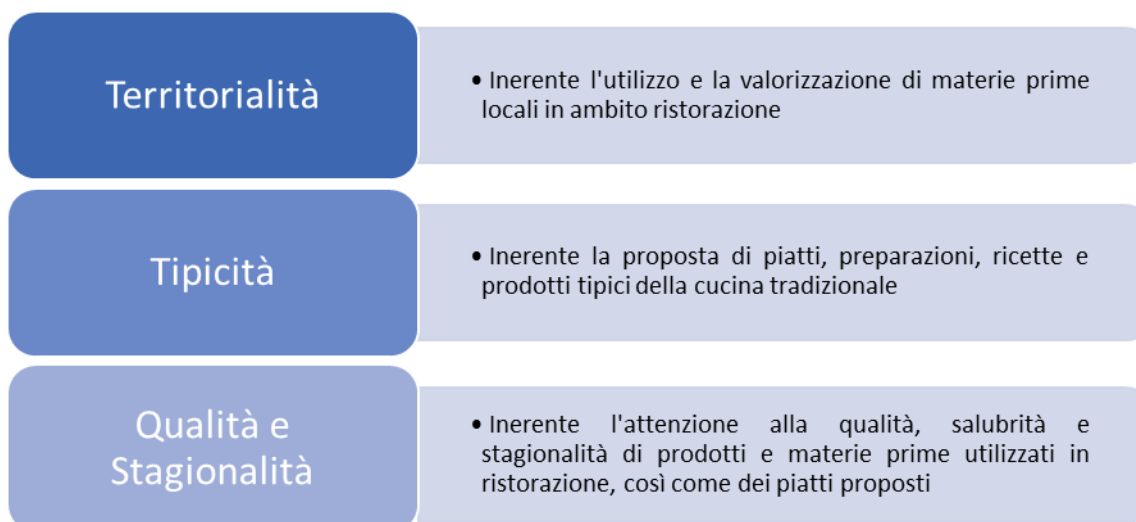 Territorialità
• Inerente l'utilizzo e la valorizzazione di materie prime
locali in ambito ristorazione
Tipicità
• Inerente la proposta di piatti, preparazioni, ricette e
prodotti tipici della cucina tradizionale
Qualità e
Stagionalità
• Inerente l'attenzione alla qualità, salubrità e
stagionalità di prodotti e materie prime utilizzati in
ristorazione, così come dei piatti proposti